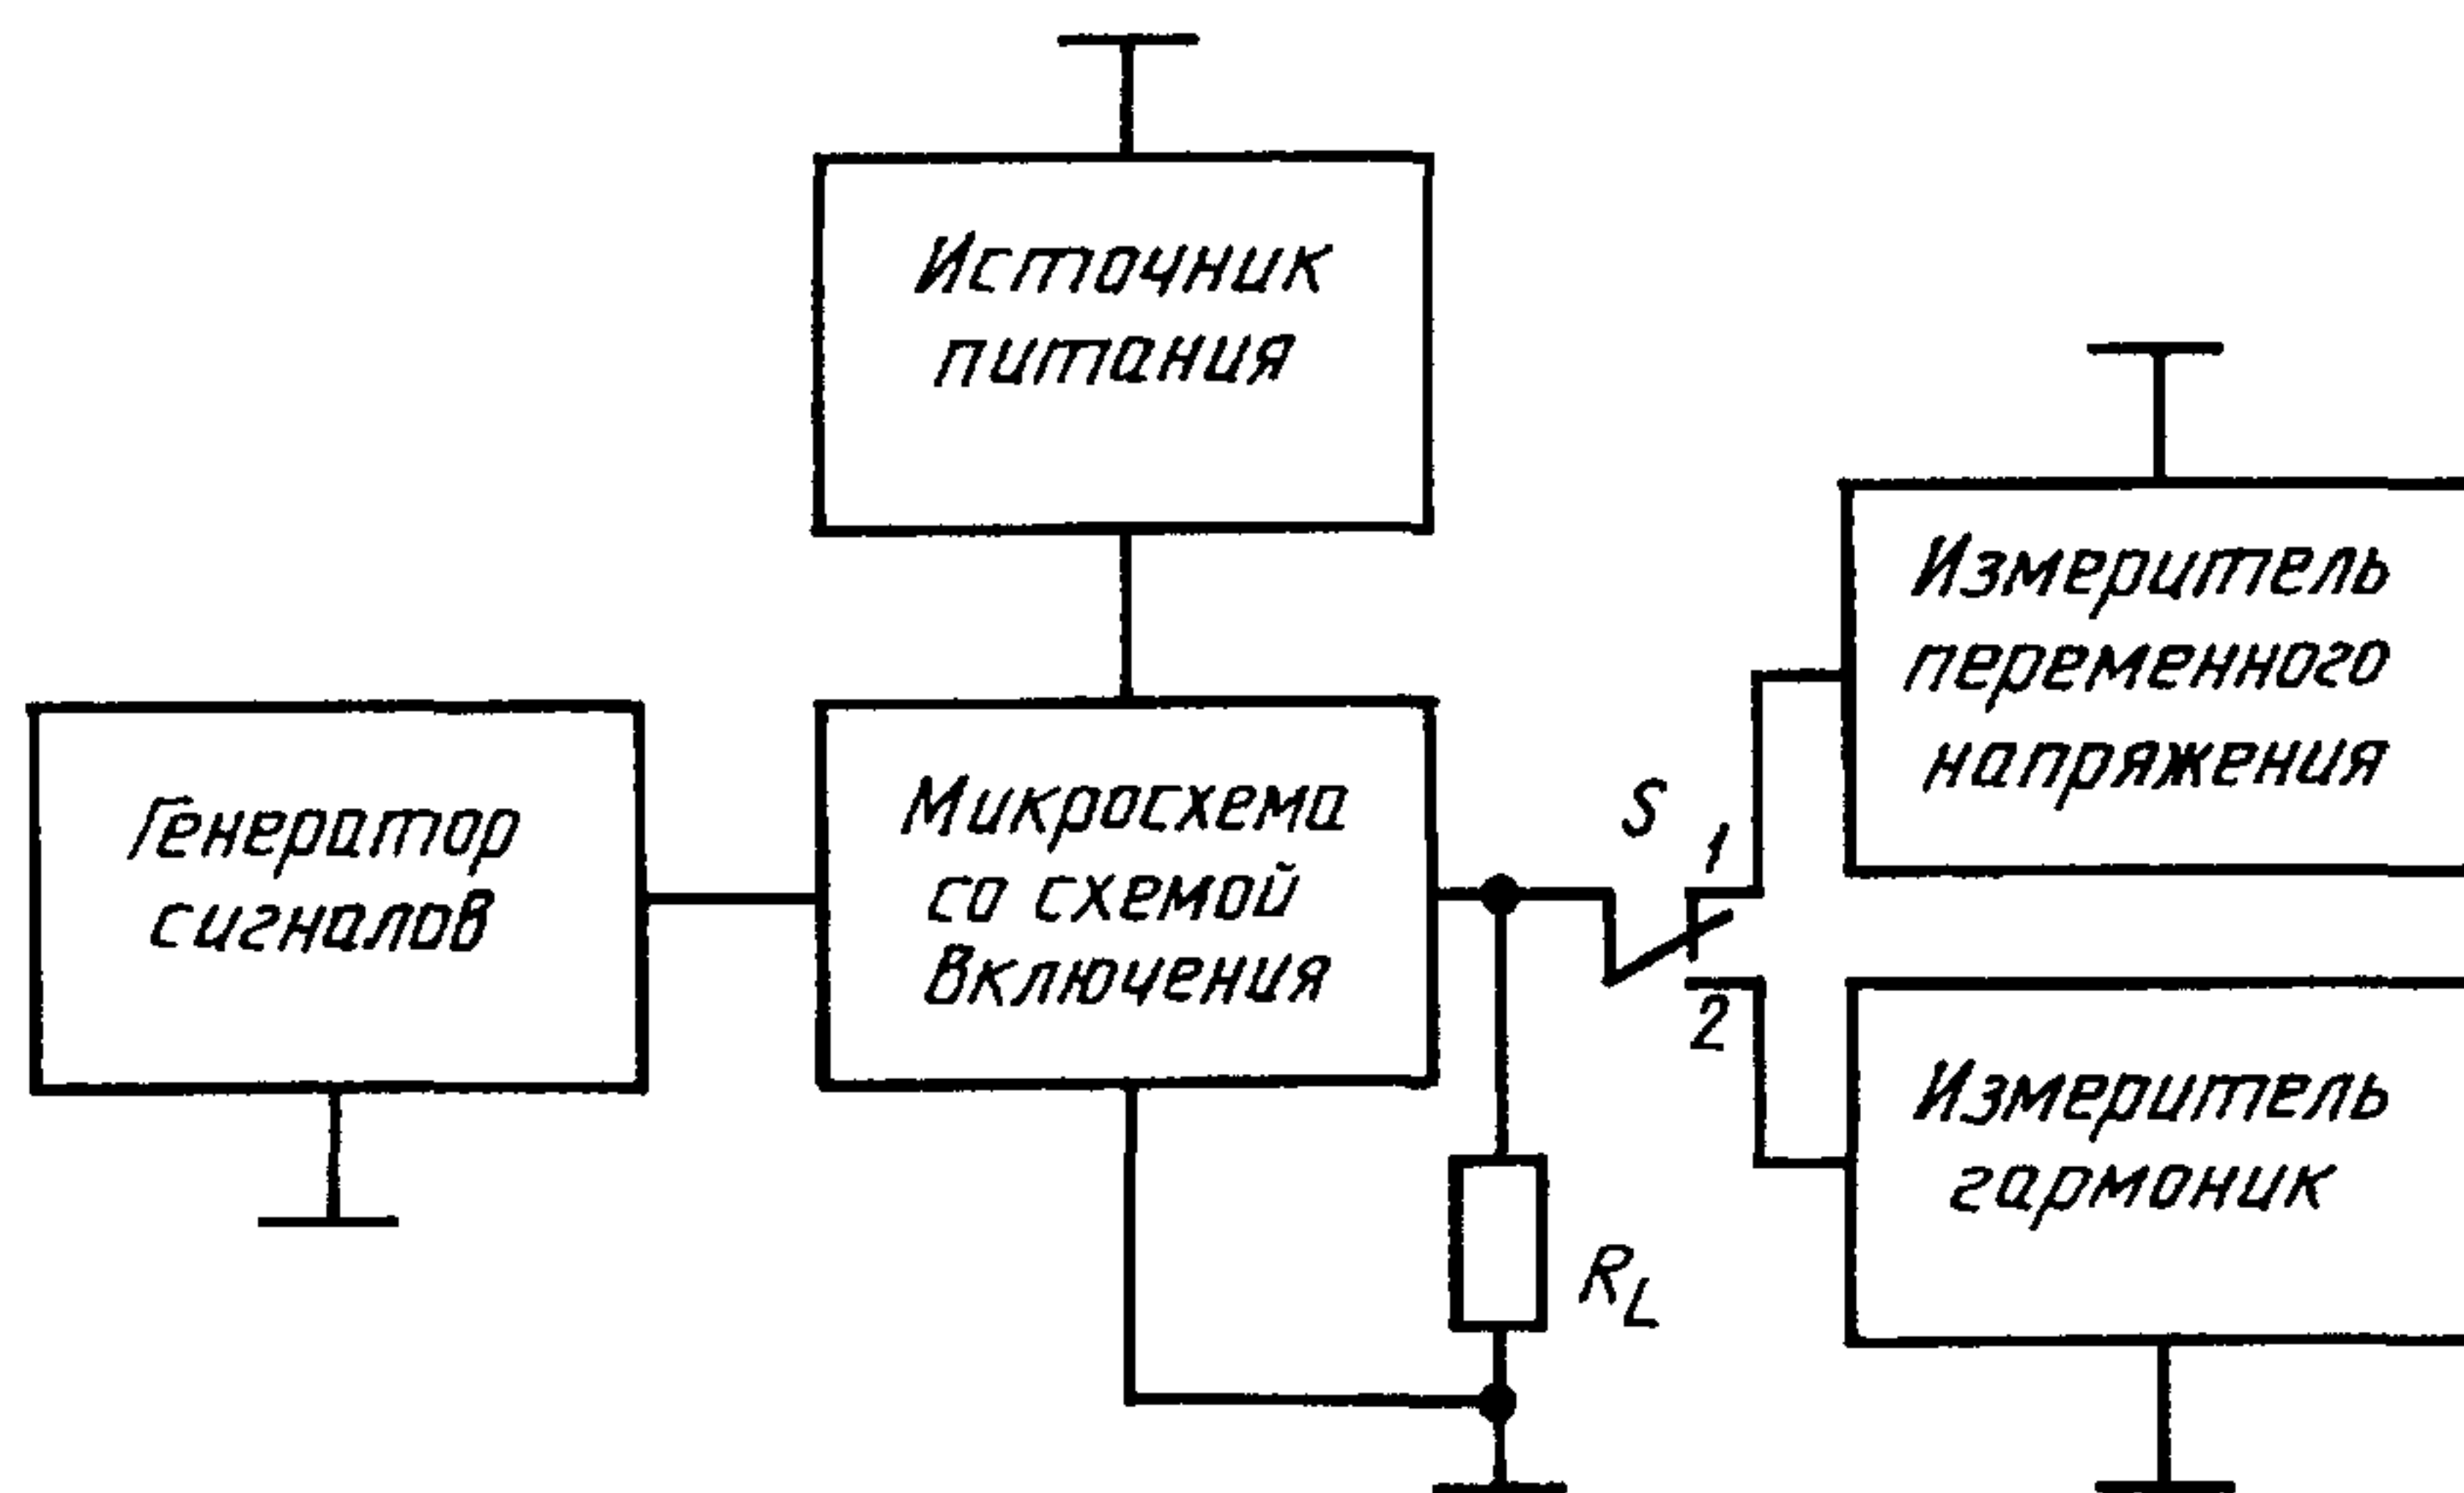 Источник
питания
Генератор
сигналов
Микросхема
со схемой
включения
S
1
2
R_L
Измеритель
переменного
напряжения
Измеритель
гармоник